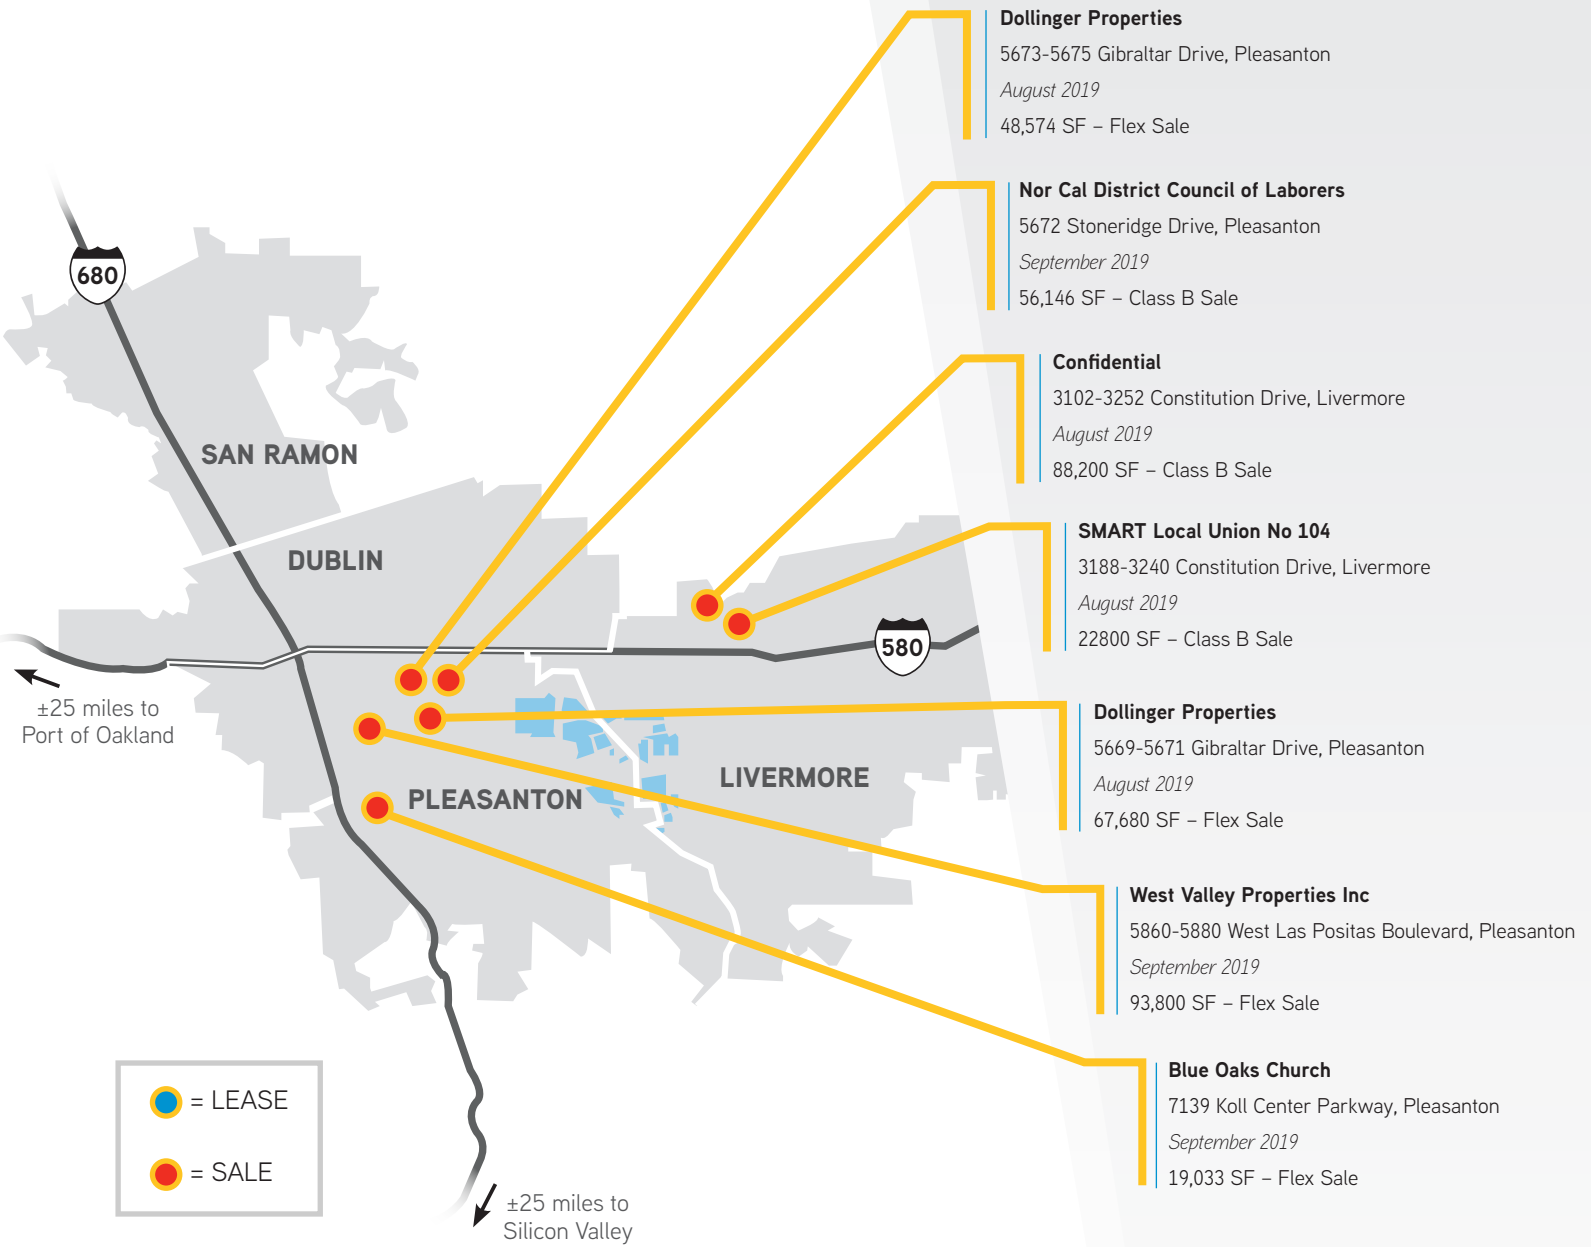 Dollinger Properties
5673-5675 Gibraltar Drive, Pleasanton
August 2019
48,574 SF – Flex Sale
Nor Cal District Council of Laborers
5672 Stoneridge Drive, Pleasanton
September 2019
56,146 SF – Class B Sale
Confidential
3102-3252 Constitution Drive, Livermore
August 2019
88,200 SF – Class B Sale
SMART Local Union No 104
3188-3240 Constitution Drive, Livermore
August 2019
22800 SF – Class B Sale
Dollinger Properties
5669-5671 Gibraltar Drive, Pleasanton
August 2019
67,680 SF – Flex Sale
West Valley Properties Inc
5860-5880 West Las Positas Boulevard, Pleasanton
September 2019
93,800 SF – Flex Sale
Blue Oaks Church
7139 Koll Center Parkway, Pleasanton
September 2019
19,033 SF – Flex Sale
680
SAN RAMON
DUBLIN
580
±25 miles to
Port of Oakland
LIVERMORE
PLEASANTON
= LEASE
= SALE
±25 miles to
Silicon Valley